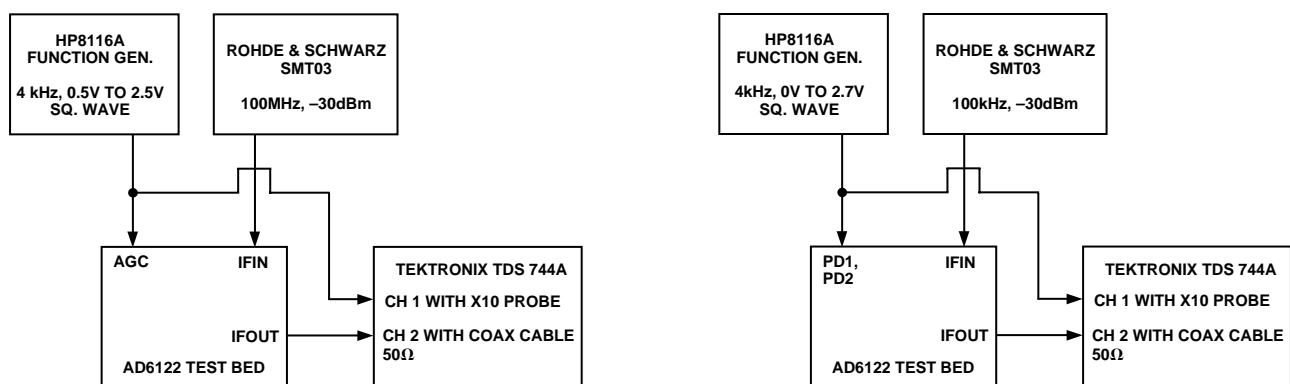 HP8116A
FUNCTION GEN.
4 kHz, 0.5V TO 2.5V
SQ. WAVE
ROHDE & SCHWARZ
SMT03
100MHz, –30dBm
AGC
IFIN
IFOUT
AD6122 TEST BED
TEKTRONIX TDS 744A
CH 1 WITH X10 PROBE
CH 2 WITH COAX CABLE
50Ω
HP8116A
FUNCTION GEN.
4kHz, 0V TO 2.7V
SQ. WAVE
ROHDE & SCHWARZ
SMT03
100kHz, –30dBm
PD1,
PD2
IFIN
IFOUT
AD6122 TEST BED
TEKTRONIX TDS 744A
CH 1 WITH X10 PROBE
CH 2 WITH COAX CABLE
50Ω